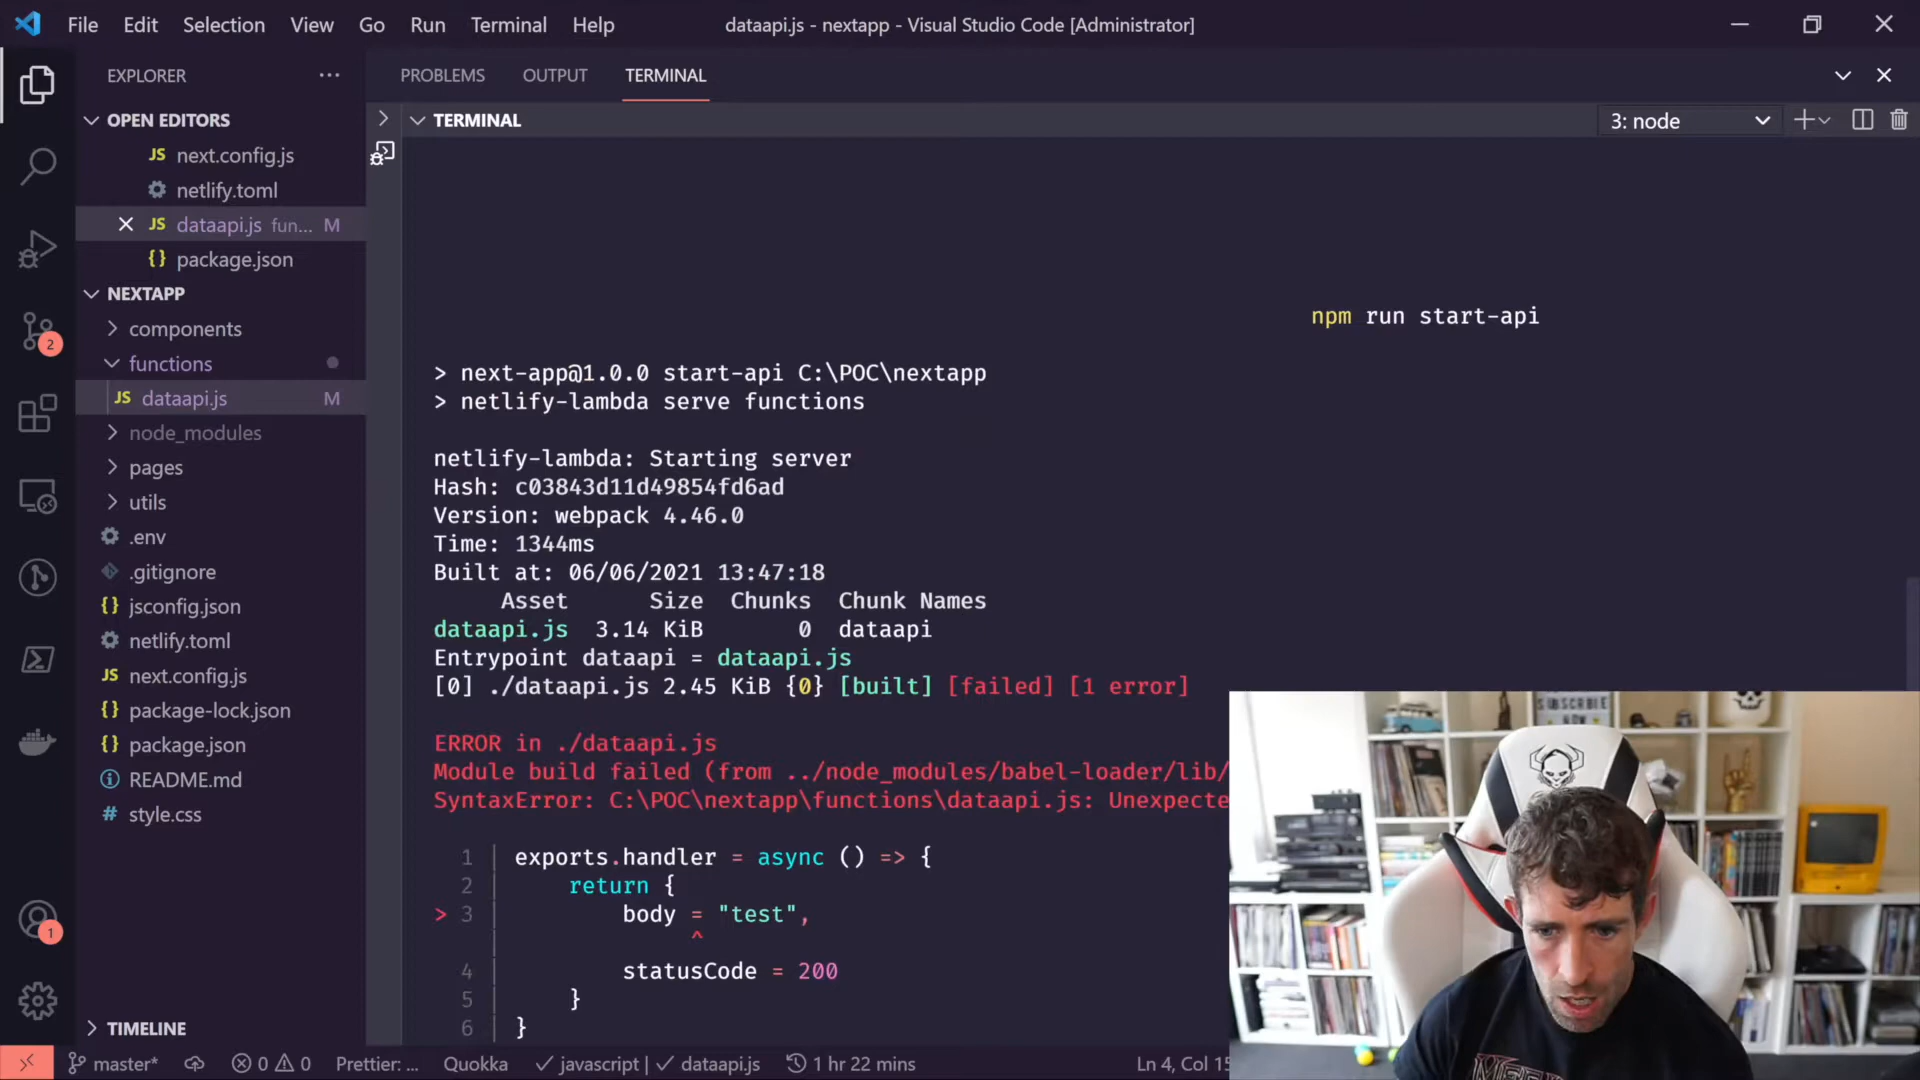 File Edit Selection View Go Run Terminal Help dataapi.js - nextapp - Visual Studio Code [Administrator]
EXPLORER
PROBLEMS OUTPUT TERMINAL
OPEN EDITORS
JS next.config.js
netlify.toml
JS dataapi.js fun... M
{} package.json
NEXTAPP
components
functions
JS dataapi.js M
node_modules
pages
utils
.env
.gitignore
{} jsconfig.json
netlify.toml
JS next.config.js
{} package-lock.json
{} package.json
README.md
# style.css
TIMELINE
2
1
TERMINAL
3: node
npm run start-api
> next-app@1.0.0 start-api C:\POC\nextapp
> netlify-lambda serve functions
netlify-lambda: Starting server
Hash: c03843d11d49854fd6ad
Version: webpack 4.46.0
Time: 1344ms
Built at: 06/06/2021 13:47:18
Asset Size Chunks Chunk Names
dataapi.js 3.14 KiB 0 dataapi
Entrypoint dataapi = dataapi.js
[0] ./dataapi.js 2.45 KiB {0} [built] [failed] [1 error]
ERROR in ./dataapi.js
Module build failed (from ../node_modules/babel-loader/lib/
SyntaxError: C:\POC\nextapp\functions\dataapi.js: Unexpecte
1 | exports.handler = async () => {
2 | return {
> 3 | body = "test",
^
4 | statusCode = 200
5 | }
6 | }
SUBSCRIBE
NOW
master* 0 0 Prettier: ... Quokka javascript | dataapi.js 1 hr 22 mins Ln 4, Col 15